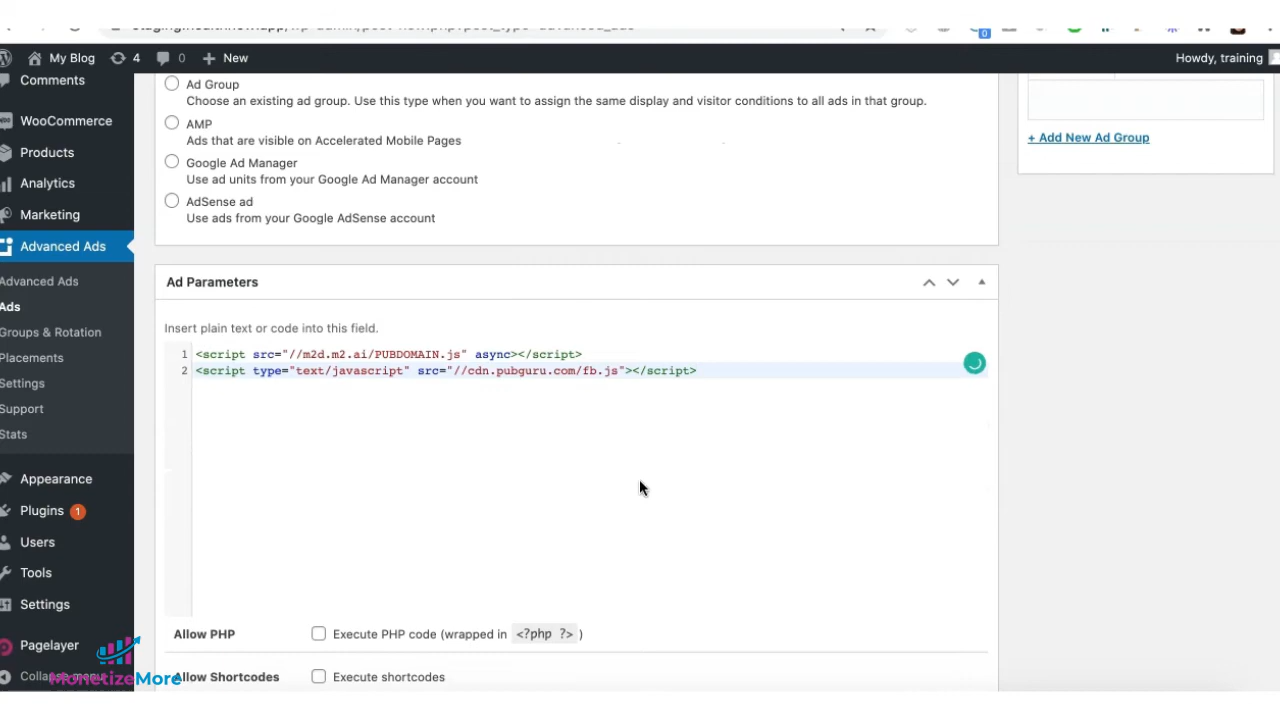 My Blog
4
0
New
Howdy, training
0
Comments
WooCommerce
Products
Analytics
Marketing
Advanced Ads
Advanced Ads
Ads
Groups & Rotation
Placements
Settings
Support
Stats
Appearance
Plugins 1
Users
Tools
Settings
Pagelayer
Collapse menu
MonetizeMore
Ad Group
Choose an existing ad group. Use this type when you want to assign the same display and visitor conditions to all ads in that group.
AMP
Ads that are visible on Accelerated Mobile Pages
Google Ad Manager
Use ad units from your Google Ad Manager account
AdSense ad
Use ads from your Google AdSense account
+ Add New Ad Group
Ad Parameters
Insert plain text or code into this field.
1 <script src="//m2d.m2.ai/PUBDOMAIN.js" async></script>
2 <script type="text/javascript" src="//cdn.pubguru.com/fb.js"></script>
Allow PHP
Execute PHP code (wrapped in <?php ?> )
Allow Shortcodes
Execute shortcodes